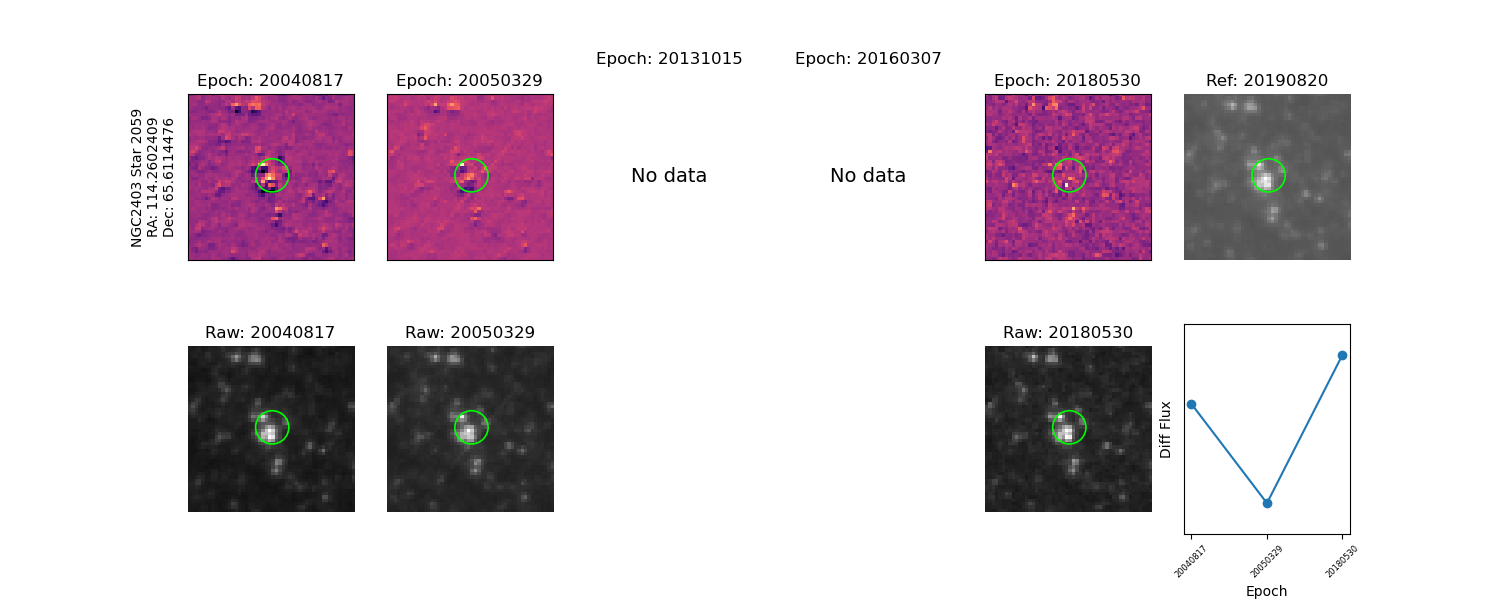 Epoch: 20040817
Epoch: 20050329
Epoch: 20131015
Epoch: 20160307
Epoch: 20180530
Ref: 20190820
NGC2403 Star 2059
RA: 114.2602409
Dec: 65.6114476
No data
No data
Raw: 20040817
Raw: 20050329
Raw: 20180530
Diff Flux
20040817
20050329
20180530
Epoch